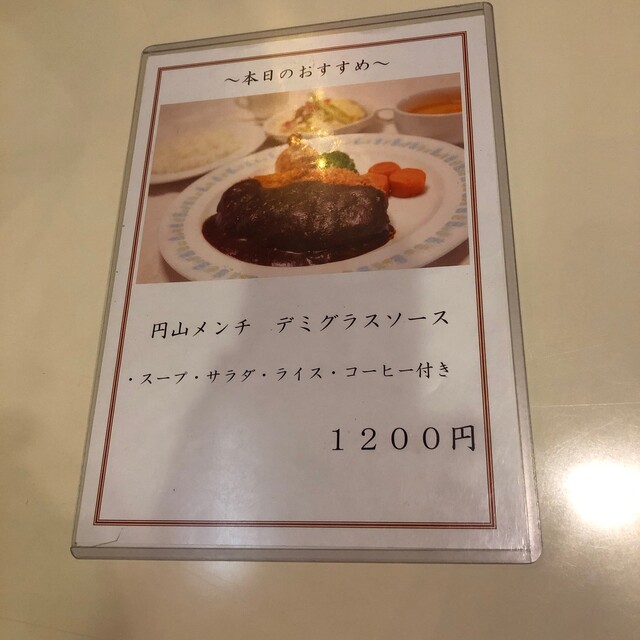 ～本日のおすすめ～
円山メンチ　デミグラスソース
・スープ・サラダ・ライス・コーヒー付き
１２００円